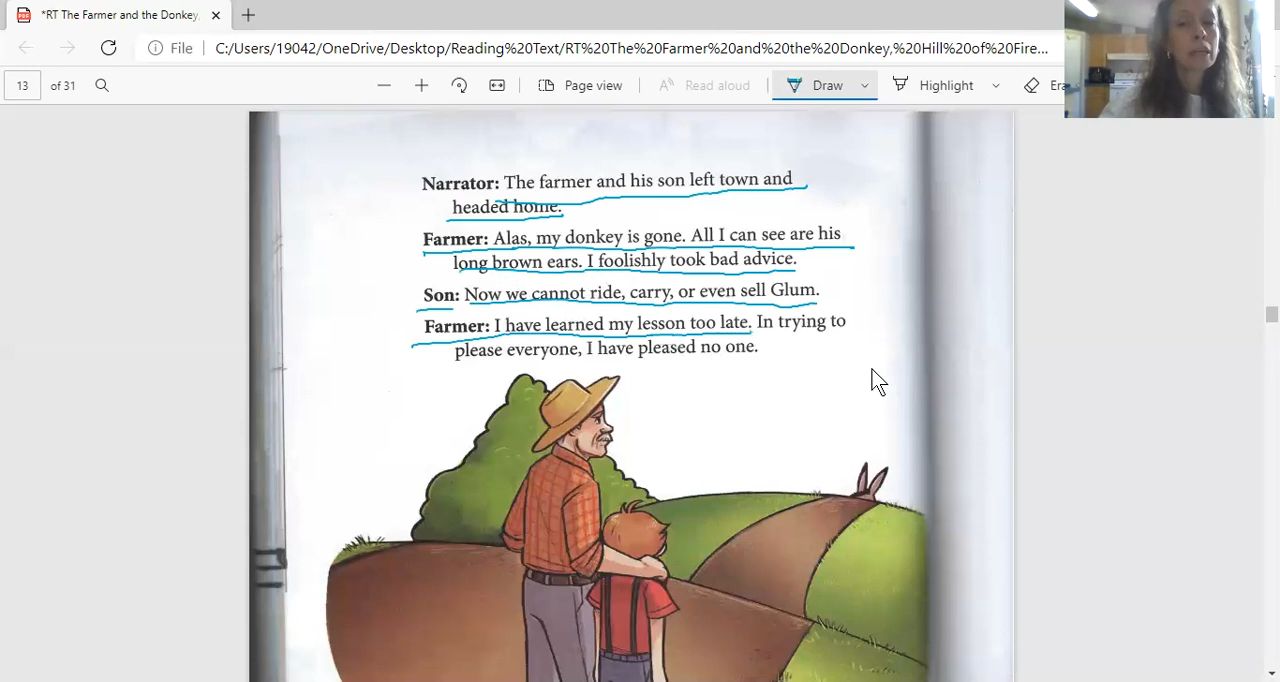 *RT The Farmer and the Donkey,
File
C:/Users/19042/OneDrive/Desktop/Reading%20Text/RT%20The%20Farmer%20and%20the%20Donkey,%20Hill%20of%20Fire...
13 of 31
Page view
Read aloud
Draw
Highlight
Era
Narrator: The farmer and his son left town and
headed home.
Farmer: Alas, my donkey is gone. All I can see are his
long brown ears. I foolishly took bad advice.
Son: Now we cannot ride, carry, or even sell Glum.
Farmer: I have learned my lesson too late. In trying to
please everyone, I have pleased no one.